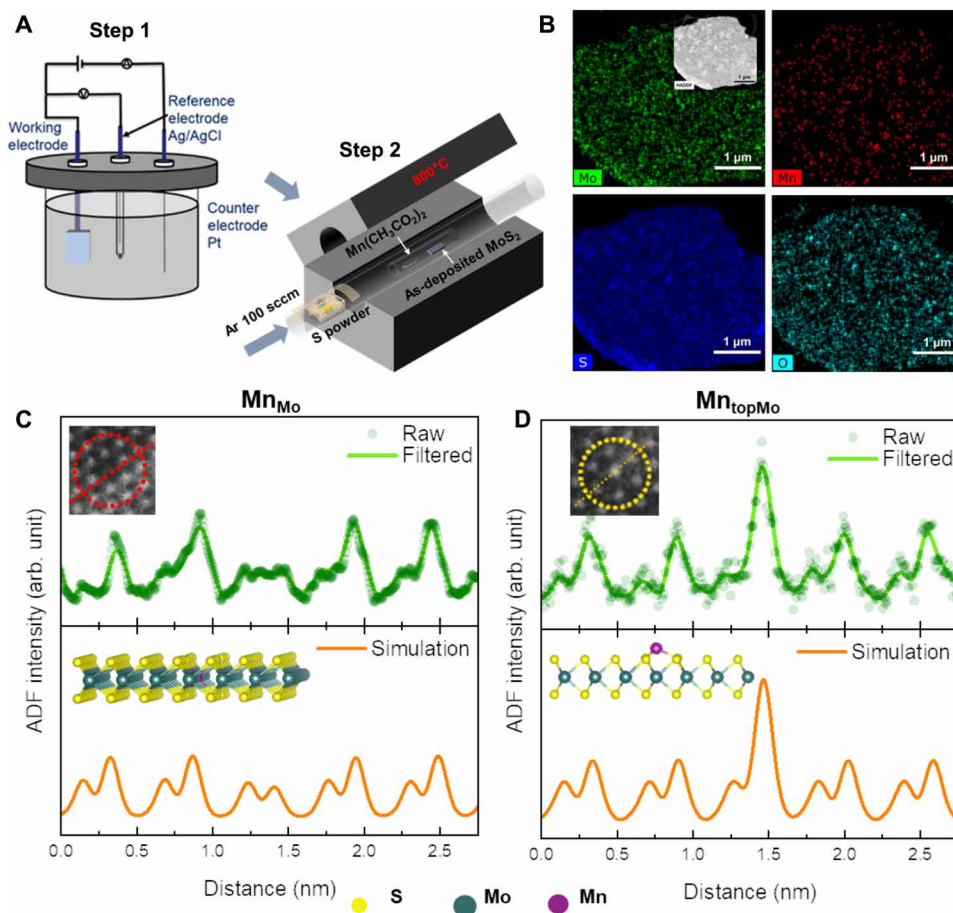 A
Step 1
Reference
electrode
Ag/AgCl
Working
electrode
Counter
electrode
Pt
Step 2
800°C
Mn(CH₃CO₂)₂
As-deposited MoS₂
S powder
Ar 100 sccm
B
HAADF
1 μm
Mo
1 μm
Mn
1 μm
S
1 μm
O
1 μm
C
Mn_Mo
Raw
Filtered
Simulation
ADF intensity (arb. unit)
0.0 0.5 1.0 1.5 2.0 2.5
Distance (nm)
D
Mn_topMo
Raw
Filtered
Simulation
ADF intensity (arb. unit)
0.0 0.5 1.0 1.5 2.0 2.5
Distance (nm)
S Mo Mn